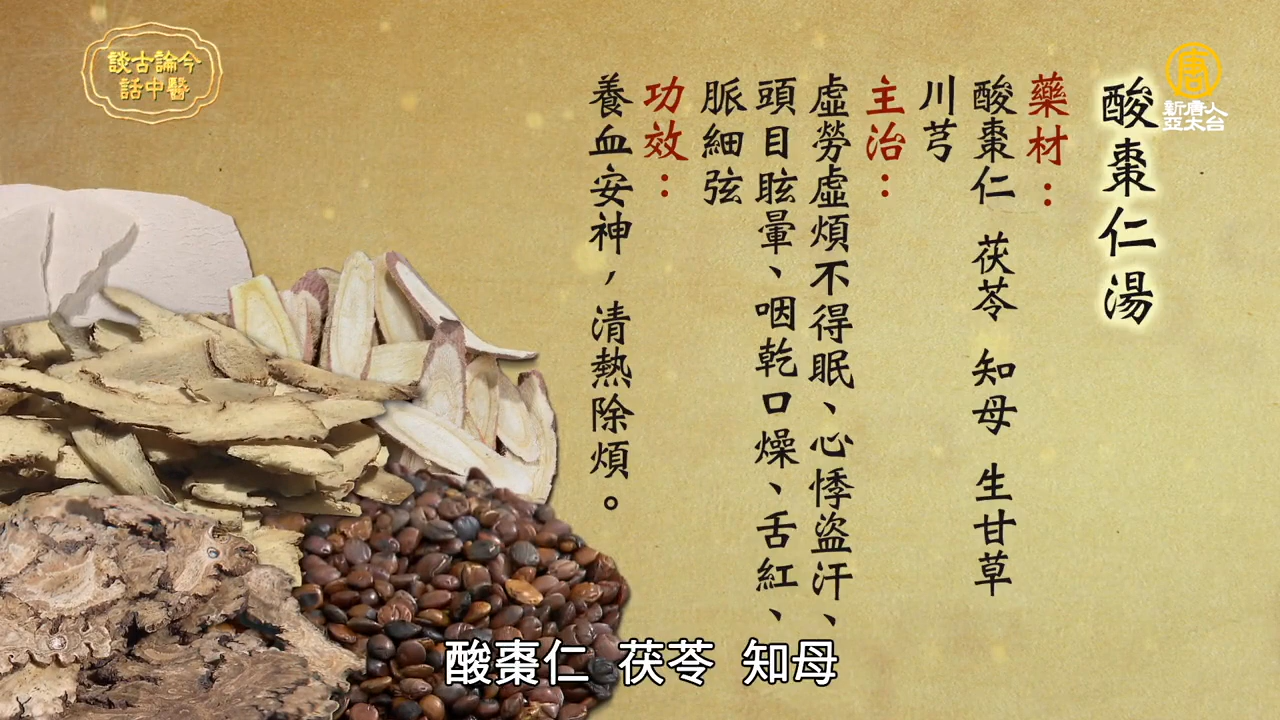 談古論今
話中醫
新唐人
亞太台
酸棗仁湯
藥材：
酸棗仁 茯苓 知母 生甘草
川芎
主治：
虛勞虛煩不得眠、心悸盜汗、
頭目眩暈、咽乾口燥、舌紅、
脈細弦
功效：
養血安神，清熱除煩。
酸棗仁 茯苓 知母